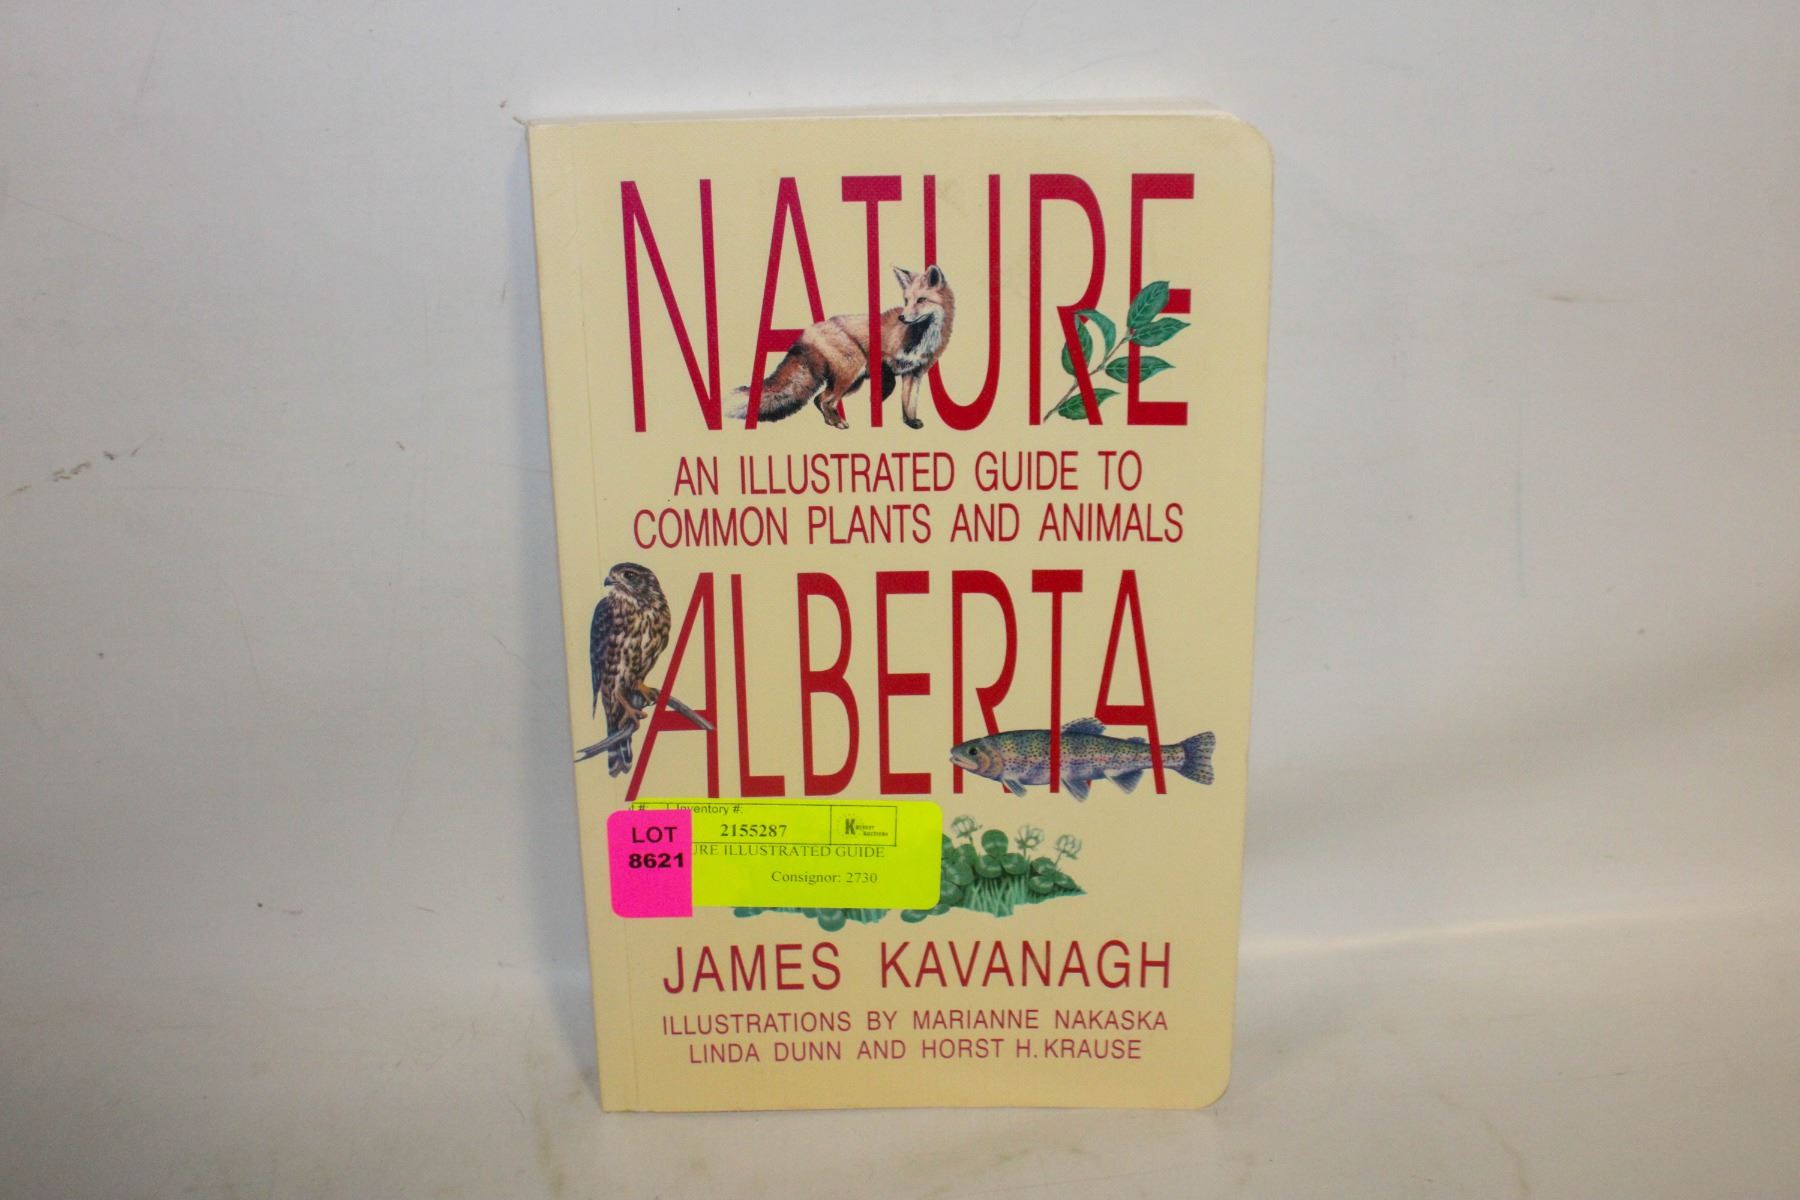 NATURE
AN ILLUSTRATED GUIDE TO
COMMON PLANTS AND ANIMALS
ALBERTA
#: Inventory #:
LOT 2155287
8621 URE ILLUSTRATED GUIDE
Consignor: 2730
JAMES KAVANAGH
ILLUSTRATIONS BY MARIANNE NAKASKA
LINDA DUNN AND HORST H. KRAUSE